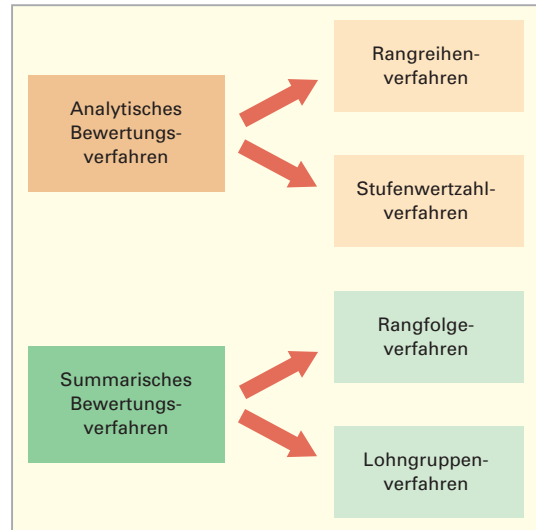 Analytisches
Bewertungs-
verfahren
Rangreihen-
verfahren
Stufenwertzahl-
verfahren
Summarisches
Bewertungs-
verfahren
Rangfolge-
verfahren
Lohngruppen-
verfahren